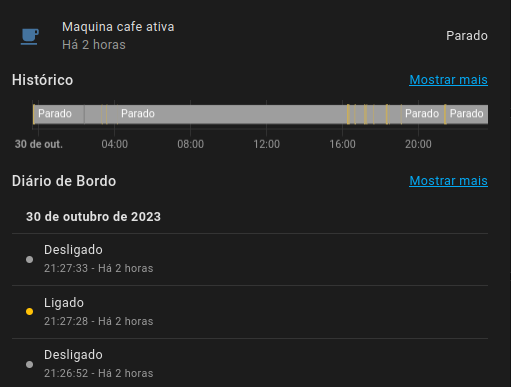 Maquina cafe ativa
Há 2 horas
Parado
Histórico
Mostrar mais
Parado Parado Parado Parado
30 de out. 04:00 08:00 12:00 16:00 20:00
Diário de Bordo
Mostrar mais
30 de outubro de 2023
Desligado
21:27:33 - Há 2 horas
Ligado
21:27:28 - Há 2 horas
Desligado
21:26:52 - Há 2 horas